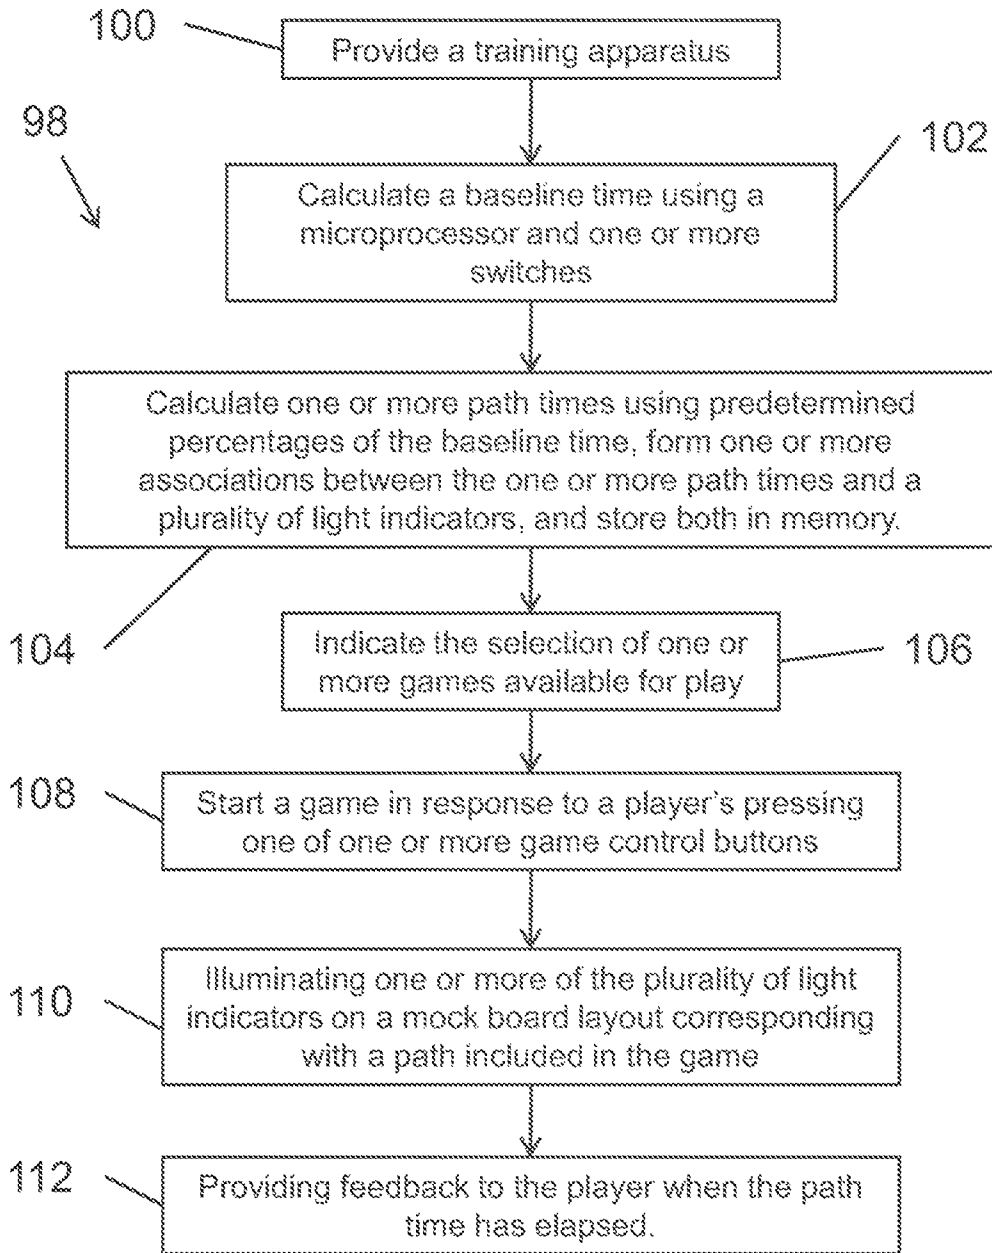 100
Provide a training apparatus
98
102
Calculate a baseline time using a
microprocessor and one or more
switches
Calculate one or more path times using predetermined
percentages of the baseline time, form one or more
associations between the one or more path times and a
plurality of light indicators, and store both in memory.
104
Indicate the selection of one or
more games available for play
106
108
Start a game in response to a player's pressing
one of one or more game control buttons
110
Illuminating one or more of the plurality of light
indicators on a mock board layout corresponding
with a path included in the game
112
Providing feedback to the player when the path
time has elapsed.